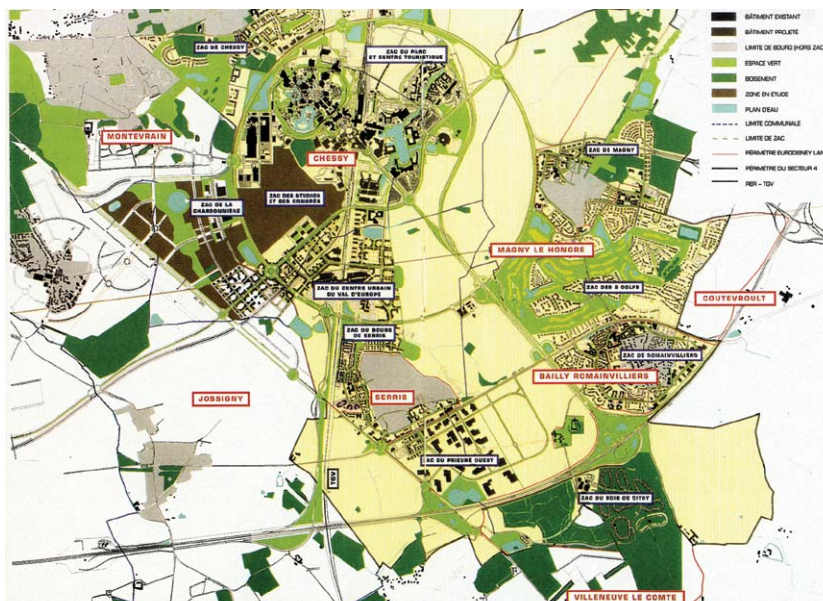 BÂTIMENT EXISTANT
BÂTIMENT PROJETÉ
LIMITE DE BOURG (HORS ZAC)
ESPACE VERT
BOISEMENT
ZONE EN ÉTUDE
PLAN D'EAU
LIMITE COMMUNALE
LIMITE DE ZAC
PÉRIMÈTRE EURODISNEY LAN
PÉRIMÈTRE DU SECTEUR 4
RER - TGV
ZAC DE CHESSY
ZAC DU PARC
ET CENTRE TOURISTIQUE
MONTEVRAIN
CHESSY
ZAC DE MAGNY
ZAC DES STUDIOS
ET DES CONGRÈS
ZAC DE LA
CHARBONNIÈRE
MAGNY LE HONGRE
ZAC DU CENTRE URBAIN
DU VAL D'EUROPE
ZAC DES 2 GOLFS
COUTEVROULT
ZAC DU BOURG
DE SERRIS
ZAC DE ROMAINVILLIERS
BAILLY ROMAINVILLIERS
JOSSIGNY
SERRIS
ZAC DU PRIEURÉ OUEST
TGV
ZAC DU BOIS DE CITRY
VILLENEUVE LE COMTE